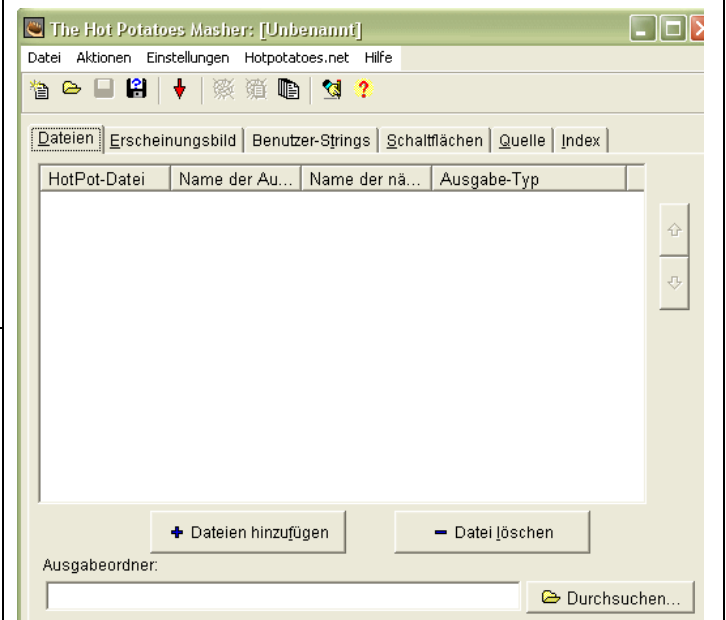 The Hot Potatoes Masher: [Unbenannt]
Datei Aktionen Einstellungen Hotpotatoes.net Hilfe
Dateien Erscheinungsbild Benutzer-Strings Schaltflächen Quelle Index
HotPot-Datei Name der Au... Name der nä... Ausgabe-Typ
+ Dateien hinzufügen - Datei löschen
Ausgabeordner:
Durchsuchen...